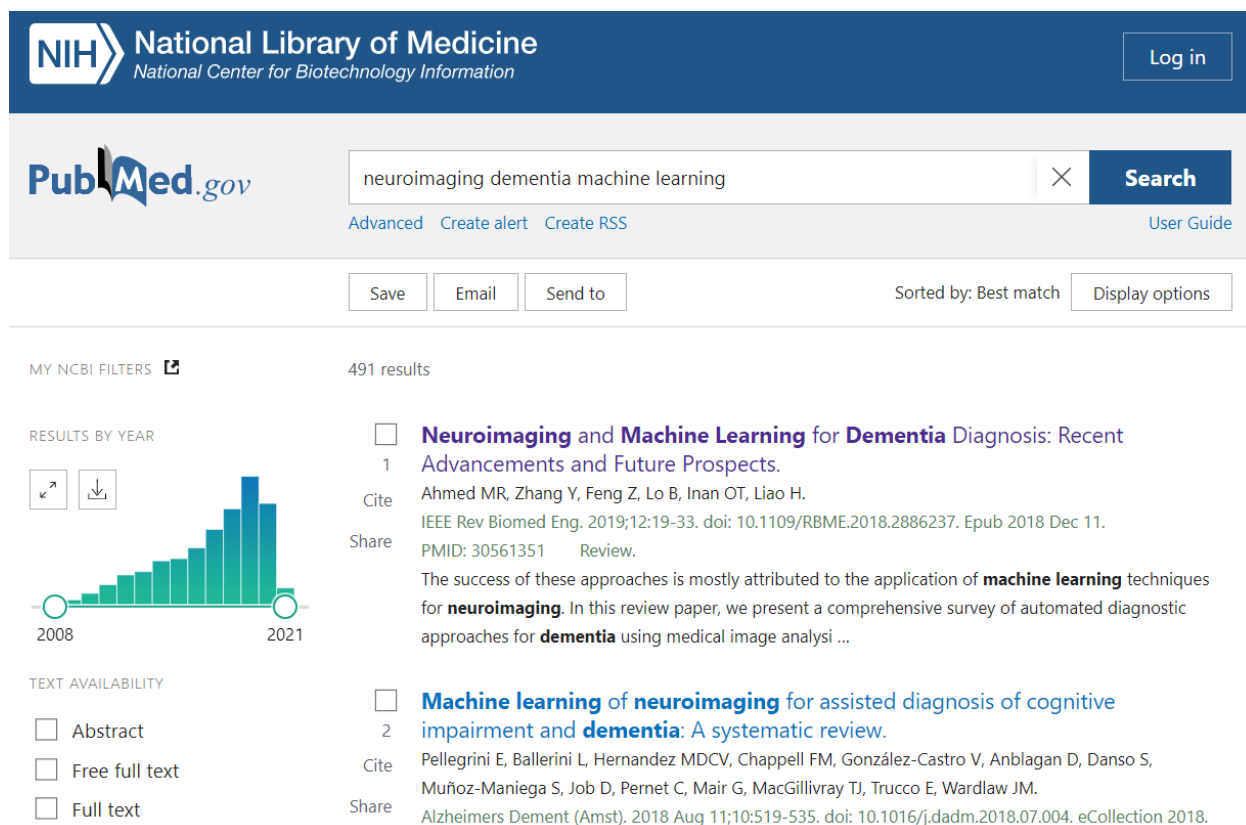 NIH National Library of Medicine
National Center for Biotechnology Information
Log in
PubMed.gov
neuroimaging dementia machine learning
Search
Advanced Create alert Create RSS
User Guide
Save Email Send to
Sorted by: Best match Display options
MY NCBI FILTERS
491 results
RESULTS BY YEAR
2008 2021
TEXT AVAILABILITY
Abstract
Free full text
Full text
1
Cite
Share
Neuroimaging and Machine Learning for Dementia Diagnosis: Recent
Advancements and Future Prospects.
Ahmed MR, Zhang Y, Feng Z, Lo B, Inan OT, Liao H.
IEEE Rev Biomed Eng. 2019;12:19-33. doi: 10.1109/RBME.2018.2886237. Epub 2018 Dec 11.
PMID: 30561351 Review.
The success of these approaches is mostly attributed to the application of machine learning techniques
for neuroimaging. In this review paper, we present a comprehensive survey of automated diagnostic
approaches for dementia using medical image analysi ...
2
Cite
Share
Machine learning of neuroimaging for assisted diagnosis of cognitive
impairment and dementia: A systematic review.
Pellegrini E, Ballerini L, Hernandez MDCV, Chappell FM, González-Castro V, Anblagan D, Danso S,
Muñoz-Maniega S, Job D, Pernet C, Mair G, MacGillivray TJ, Trucco E, Wardlaw JM.
Alzheimers Dement (Amst). 2018 Aug 11;10:519-535. doi: 10.1016/j.dadm.2018.07.004. eCollection 2018.